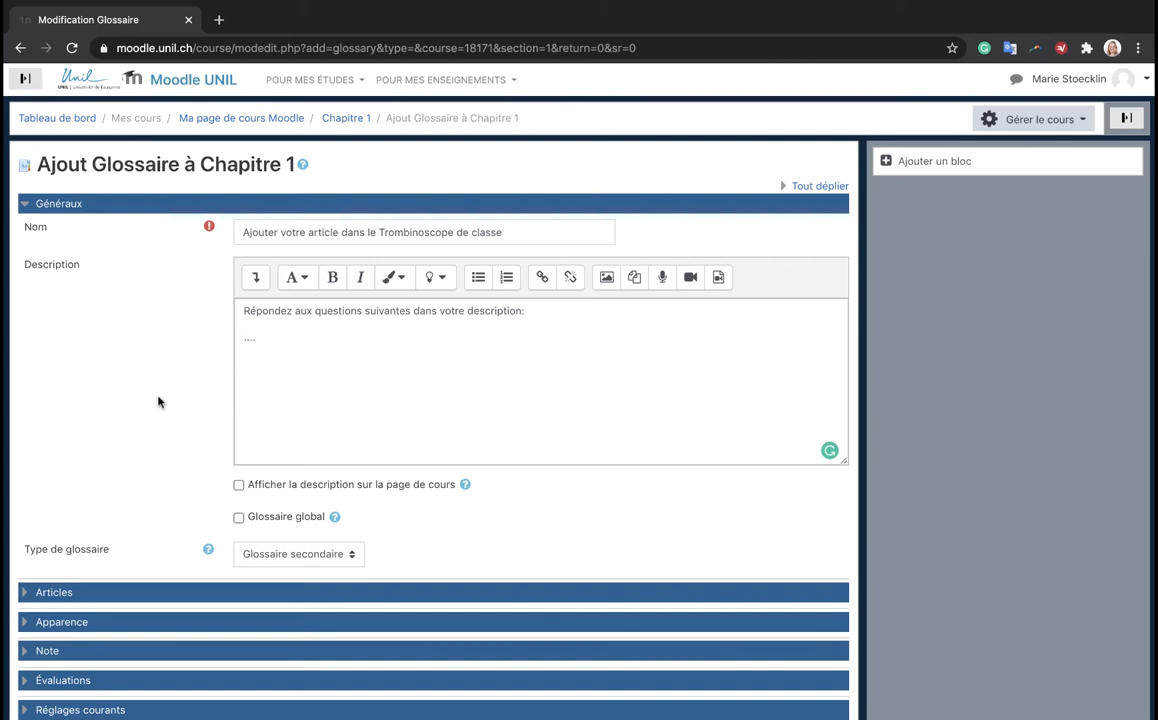 Modification Glossaire
moodle.unil.ch/course/modedit.php?add=glossary&type=&course=18171&section=1&return=0&sr=0
Unil
Moodle UNIL
POUR MES ÉTUDES
POUR MES ENSEIGNEMENTS
Marie Stoecklin
Tableau de bord / Mes cours / Ma page de cours Moodle / Chapitre 1 / Ajout Glossaire à Chapitre 1
Gérer le cours
Ajout Glossaire à Chapitre 1
Ajouter un bloc
Tout déplier
Généraux
Nom
Ajouter votre article dans le Trombinoscope de classe
Description
Répondez aux questions suivantes dans votre description:
....
Afficher la description sur la page de cours
Glossaire global
Type de glossaire
Glossaire secondaire
Articles
Apparence
Note
Évaluations
Réglages courants